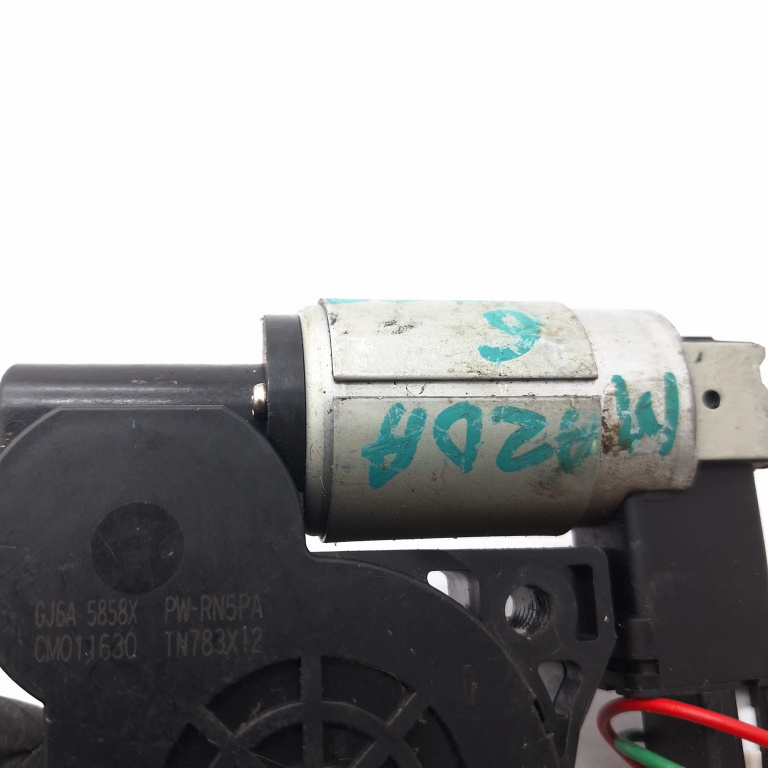 6
MAZDA
GJ6A 5858X PW-RN5PA
CM011630 TN783X12